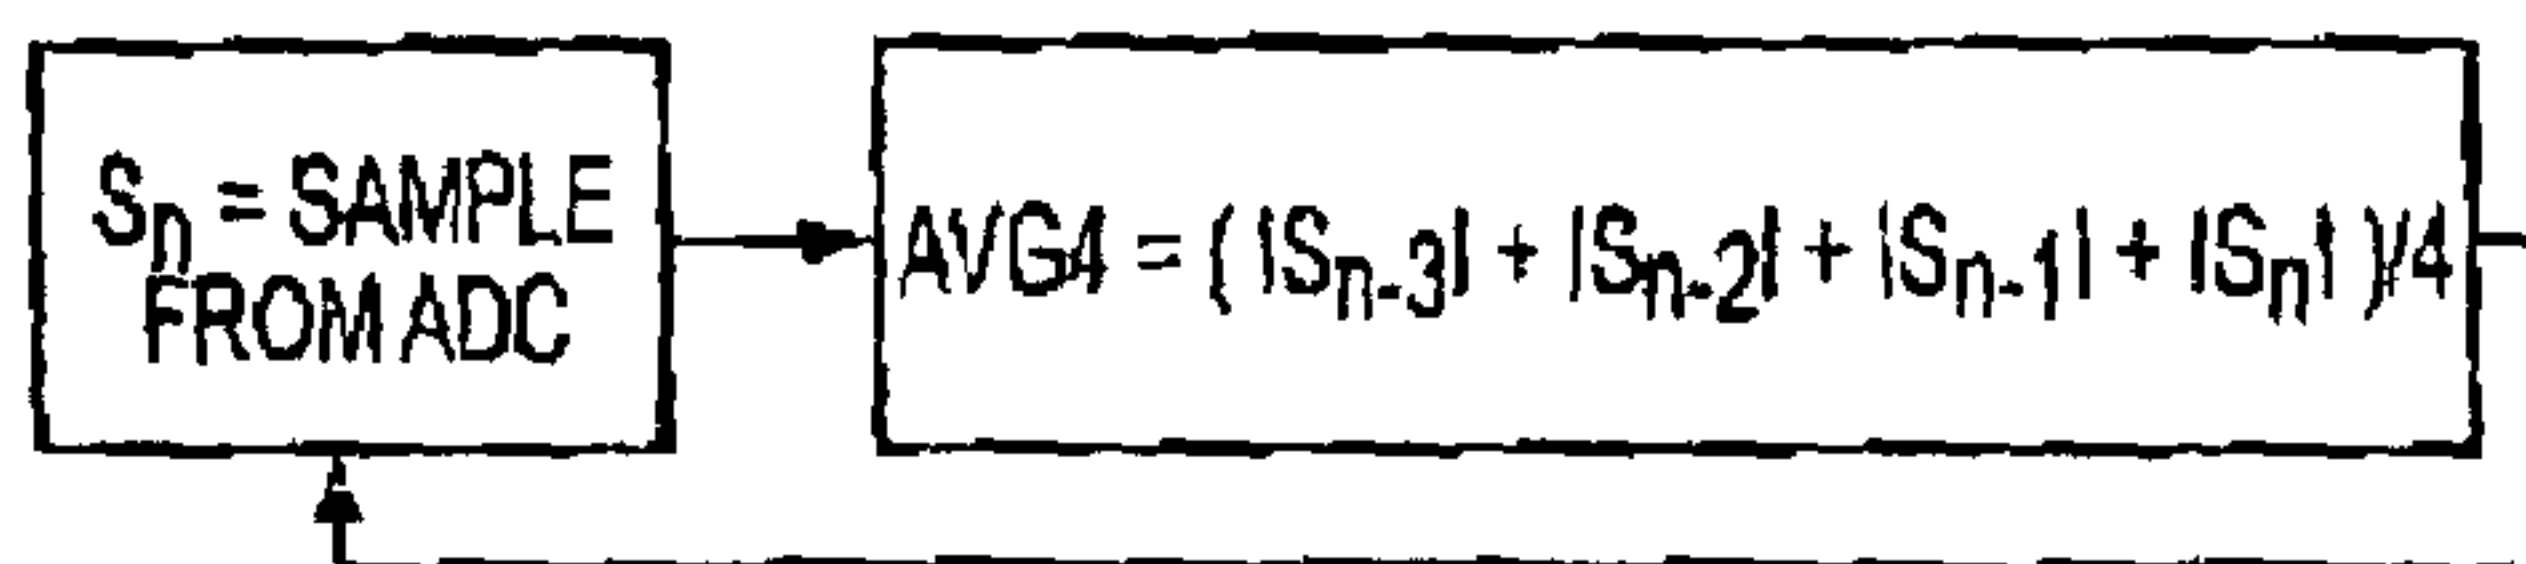 Sn = SAMPLE
FROM ADC
AVG4 = ( |Sn-3| + |Sn-2| + |Sn-1| + |Sn| )/4